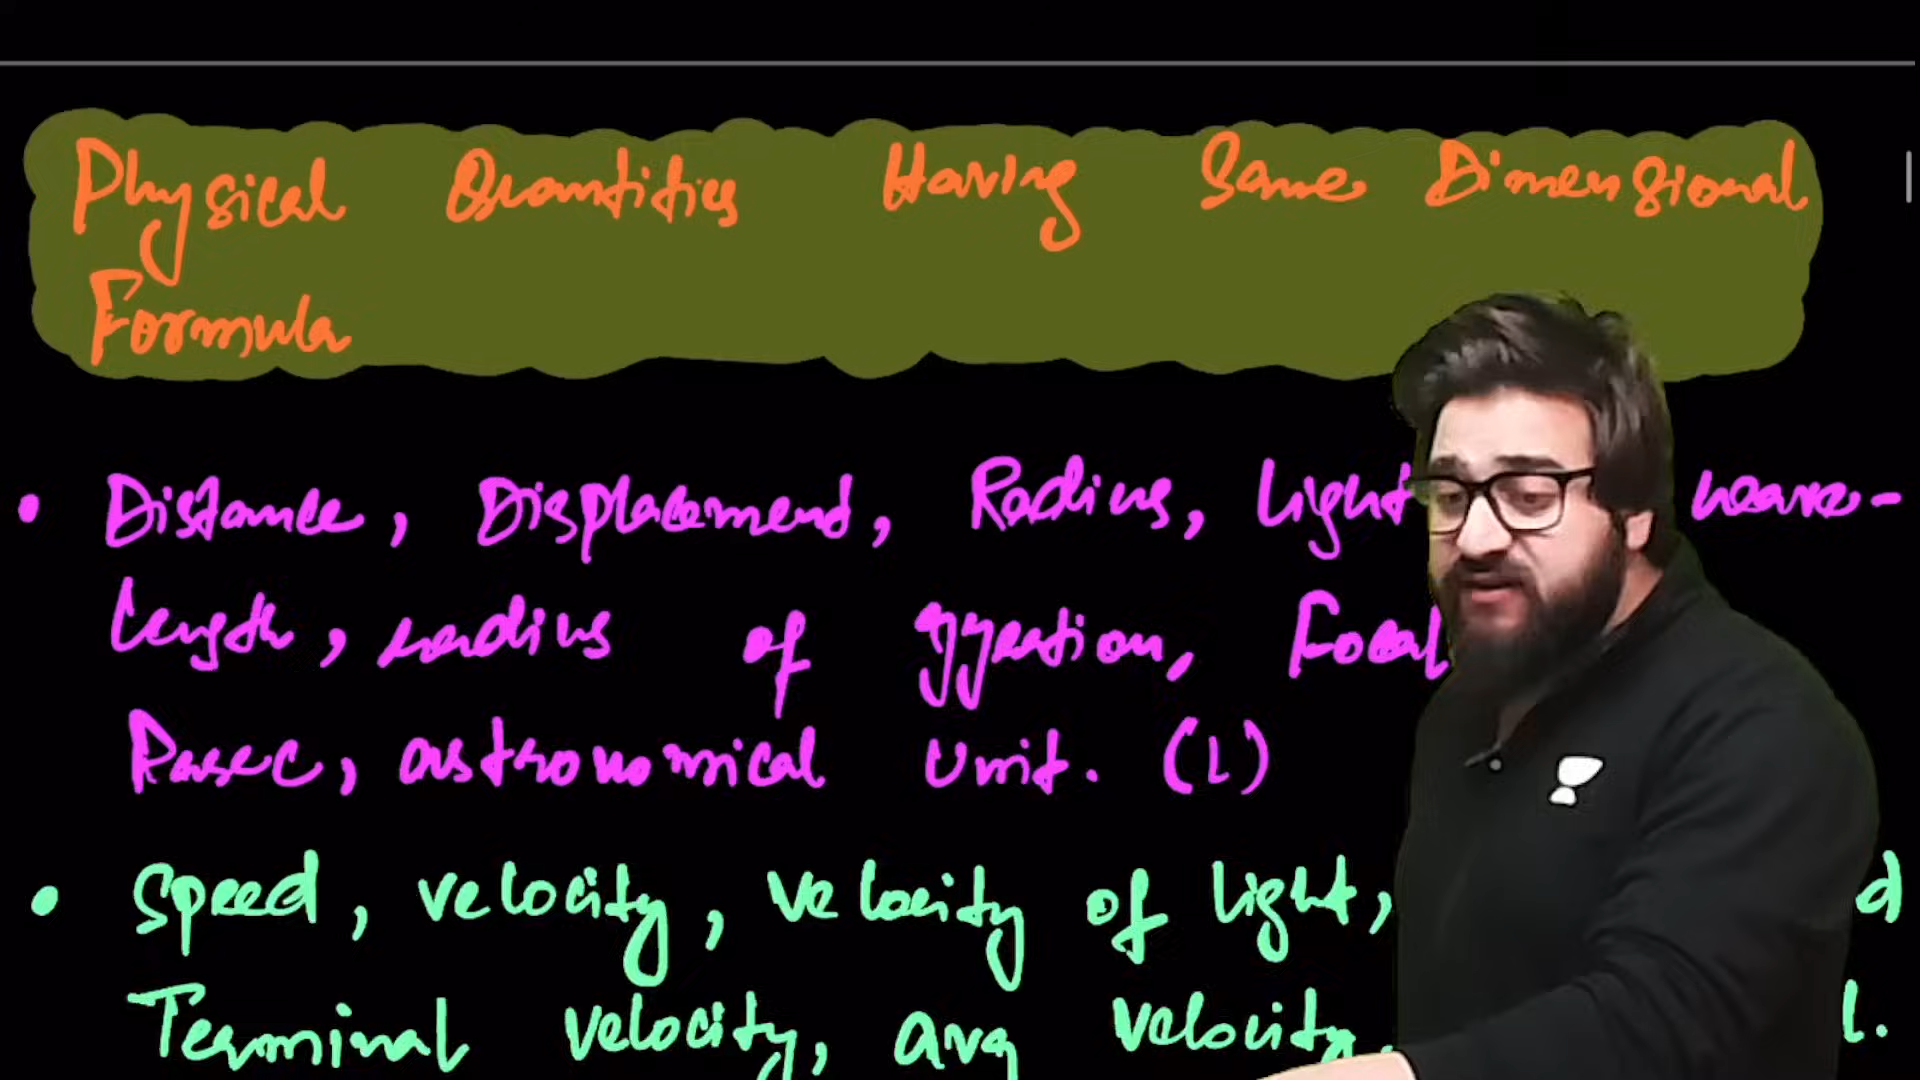 Physical Quantities Having Same Dimensional
Formula
• Distance, Displacement, Radius, Light wave-
length, radius of gyration, Focal
Parsec, astronomical unit. (L)
• Speed, velocity, velocity of light, d
Terminal velocity, avg velocity, l.